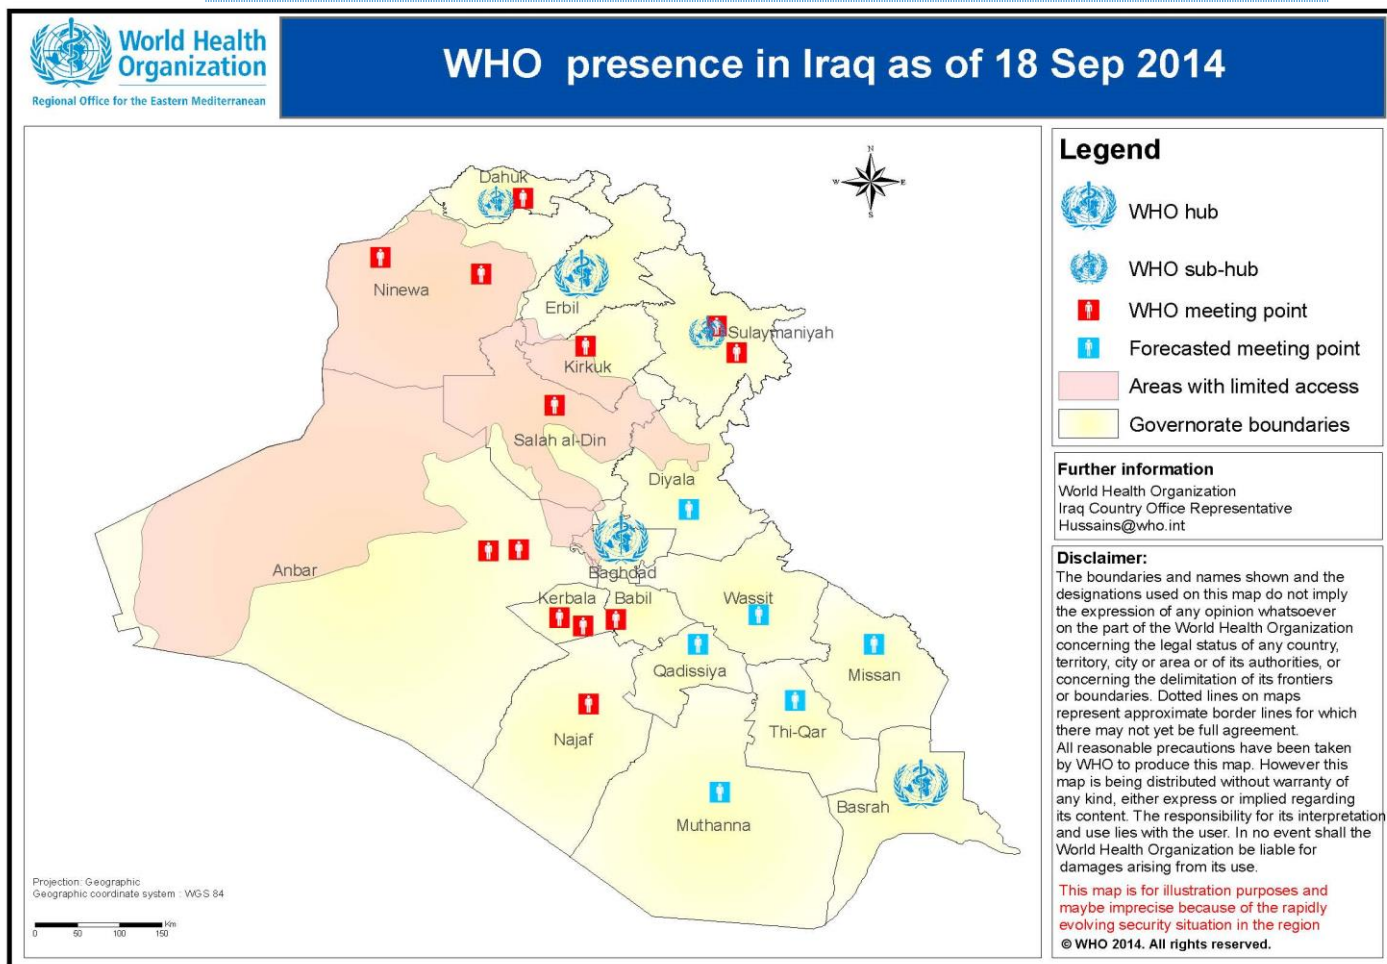 World Health
Organization
Regional Office for the Eastern Mediterranean
WHO presence in Iraq as of 18 Sep 2014
N
W
E
S
Dahuk
Ninewa
Erbil
Sulaymaniyah
Kirkuk
Salah al-Din
Diyala
Anbar
Baghdad
Kerbala
Babil
Wassit
Qadissiya
Missan
Najaf
Thi-Qar
Muthanna
Basrah
Projection: Geographic
Geographic coordinate system : WGS 84
Km
0 50 100 150
Legend
WHO hub
WHO sub-hub
WHO meeting point
Forecasted meeting point
Areas with limited access
Governorate boundaries
Further information
World Health Organization
Iraq Country Office Representative
Hussains@who.int
Disclaimer:
The boundaries and names shown and the
designations used on this map do not imply
the expression of any opinion whatsoever
on the part of the World Health Organization
concerning the legal status of any country,
territory, city or area or of its authorities, or
concerning the delimitation of its frontiers
or boundaries. Dotted lines on maps
represent approximate border lines for which
there may not yet be full agreement.
All reasonable precautions have been taken
by WHO to produce this map. However this
map is being distributed without warranty of
any kind, either express or implied regarding
its content. The responsibility for its interpretation
and use lies with the user. In no event shall the
World Health Organization be liable for
damages arising from its use.
This map is for illustration purposes and
maybe imprecise because of the rapidly
evolving security situation in the region
© WHO 2014. All rights reserved.